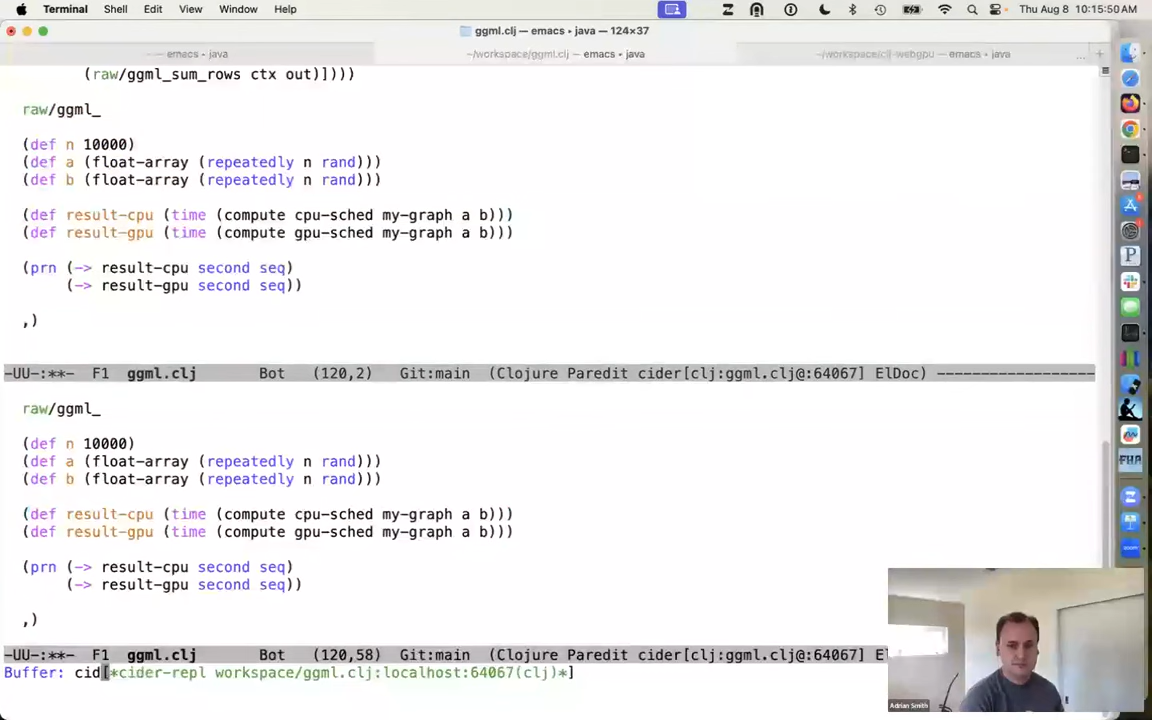 Terminal Shell Edit View Window Help Thu Aug 8 10:15:50 AM
ggml.clj — emacs ‣ java — 124×37
— emacs ‣ java ~/workspace/ggml.clj — emacs ‣ java ~/workspace/clj-webgpu — emacs ‣ java ... +
(raw/ggml_sum_rows ctx out)])))
raw/ggml_
(def n 10000)
(def a (float-array (repeatedly n rand)))
(def b (float-array (repeatedly n rand)))
(def result-cpu (time (compute cpu-sched my-graph a b)))
(def result-gpu (time (compute gpu-sched my-graph a b)))
(prn (-> result-cpu second seq)
(-> result-gpu second seq))
,)
-UU-:**- F1 ggml.clj Bot (120,2) Git:main (Clojure Paredit cider[clj:ggml.clj@:64067] ElDoc) ------------------
raw/ggml_
(def n 10000)
(def a (float-array (repeatedly n rand)))
(def b (float-array (repeatedly n rand)))
(def result-cpu (time (compute cpu-sched my-graph a b)))
(def result-gpu (time (compute gpu-sched my-graph a b)))
(prn (-> result-cpu second seq)
(-> result-gpu second seq))
,)
-UU-:**- F1 ggml.clj Bot (120,58) Git:main (Clojure Paredit cider[clj:ggml.clj@:64067] El
Buffer: cid[*cider-repl workspace/ggml.clj:localhost:64067(clj)*]
FHA
zoom
Adrian Smith